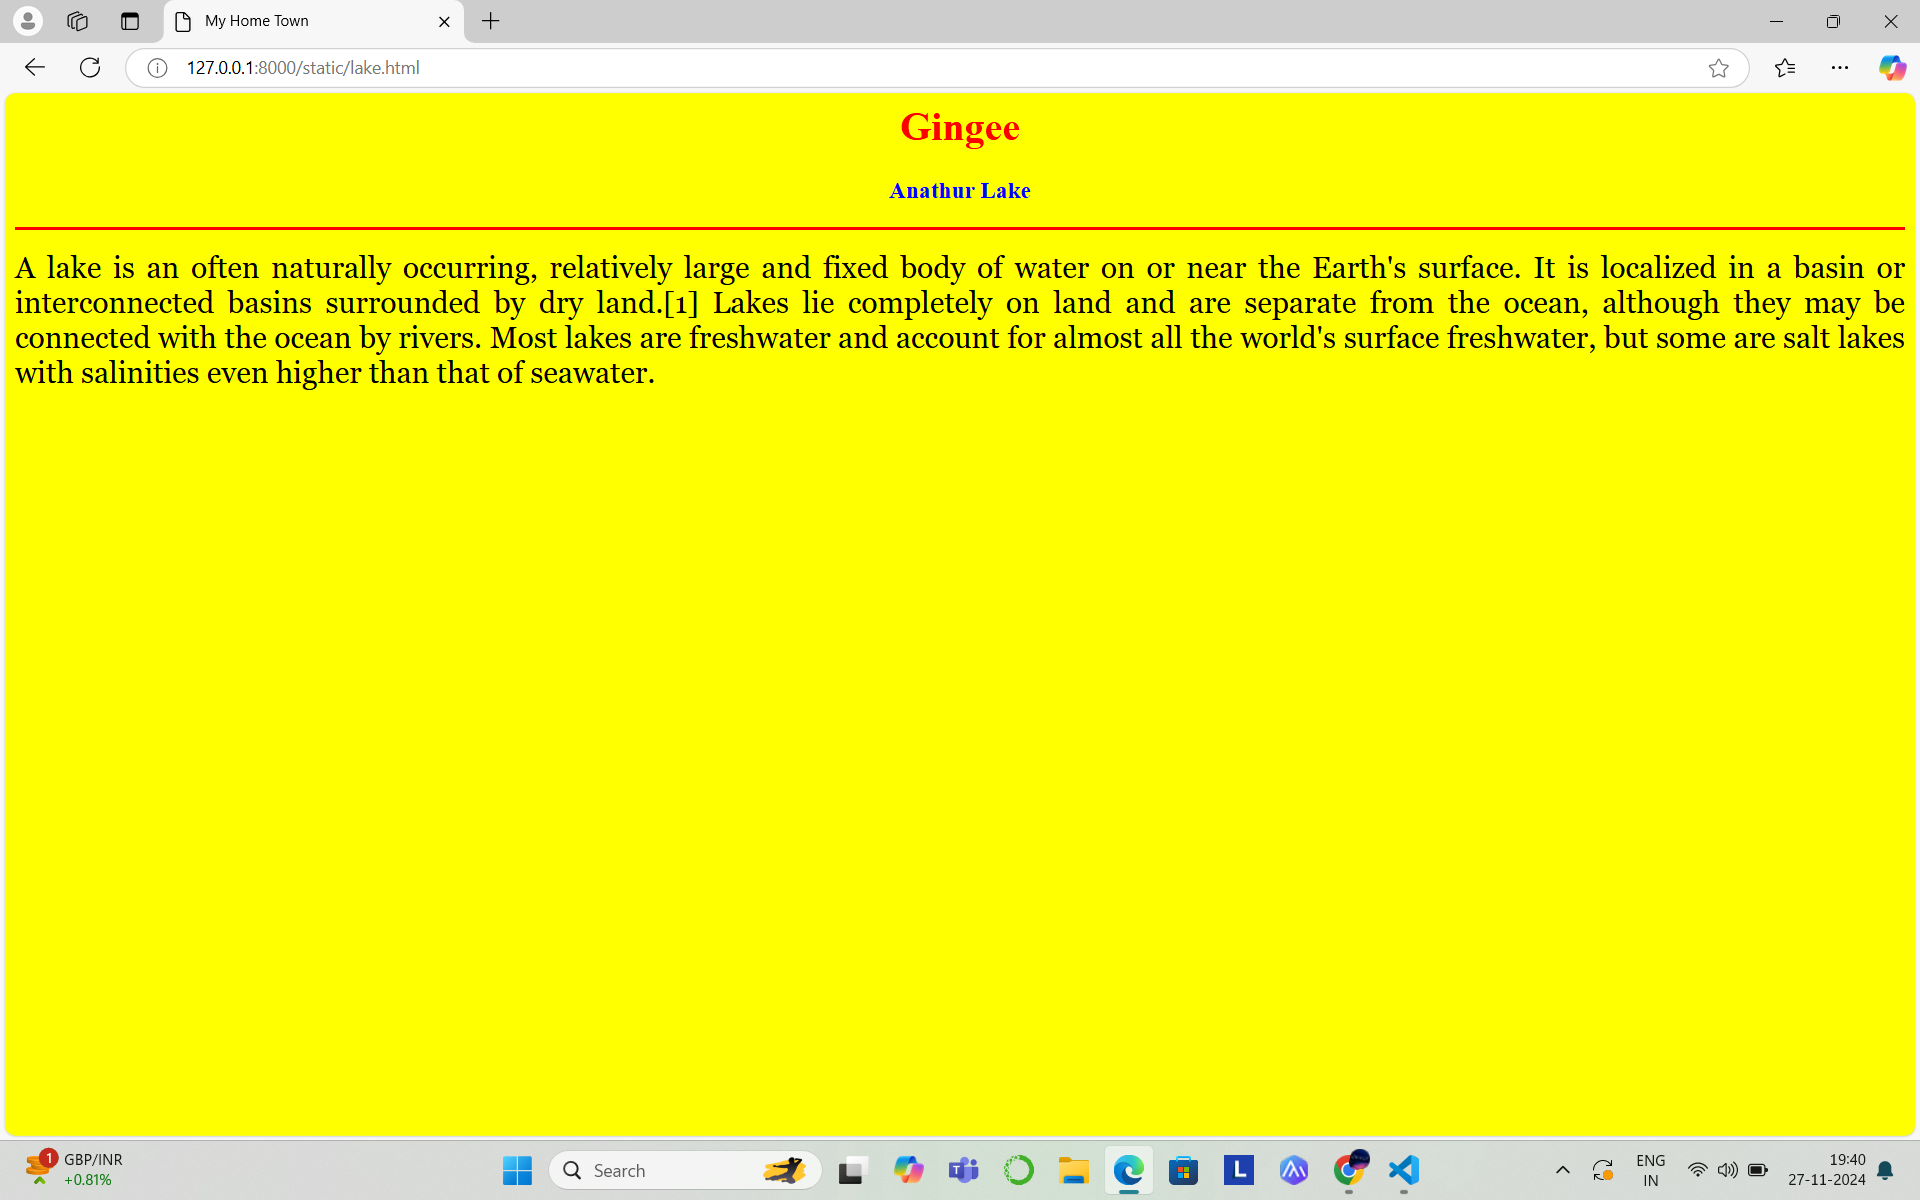 My Home Town
127.0.0.1:8000/static/lake.html
Gingee
Anathur Lake
A lake is an often naturally occurring, relatively large and fixed body of water on or near the Earth's surface. It is localized in a basin or
interconnected basins surrounded by dry land.[1] Lakes lie completely on land and are separate from the ocean, although they may be
connected with the ocean by rivers. Most lakes are freshwater and account for almost all the world's surface freshwater, but some are salt lakes
with salinities even higher than that of seawater.
1
GBP/INR
+0.81%
Search
T
L
ENG
IN
19:40
27-11-2024